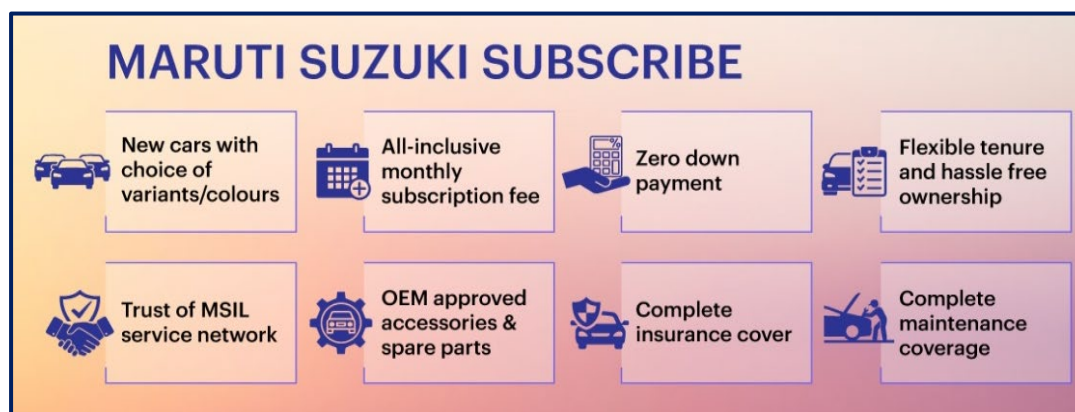 MARUTI SUZUKI SUBSCRIBE
New cars with
choice of
variants/colours
All-inclusive
monthly
subscription fee
Zero down
payment
Flexible tenure
and hassle free
ownership
Trust of MSIL
service network
OEM approved
accessories &
spare parts
Complete
insurance cover
Complete
maintenance
coverage